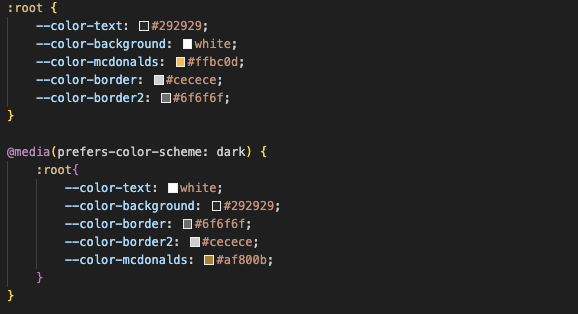 :root {
--color-text: #292929;
--color-background: white;
--color-mcdonalds: #ffbc0d;
--color-border: #cecece;
--color-border2: #6f6f6f;
}
@media(prefers-color-scheme: dark) {
:root{
--color-text: white;
--color-background: #292929;
--color-border: #6f6f6f;
--color-border2: #cecece;
--color-mcdonalds: #af800b;
}
}